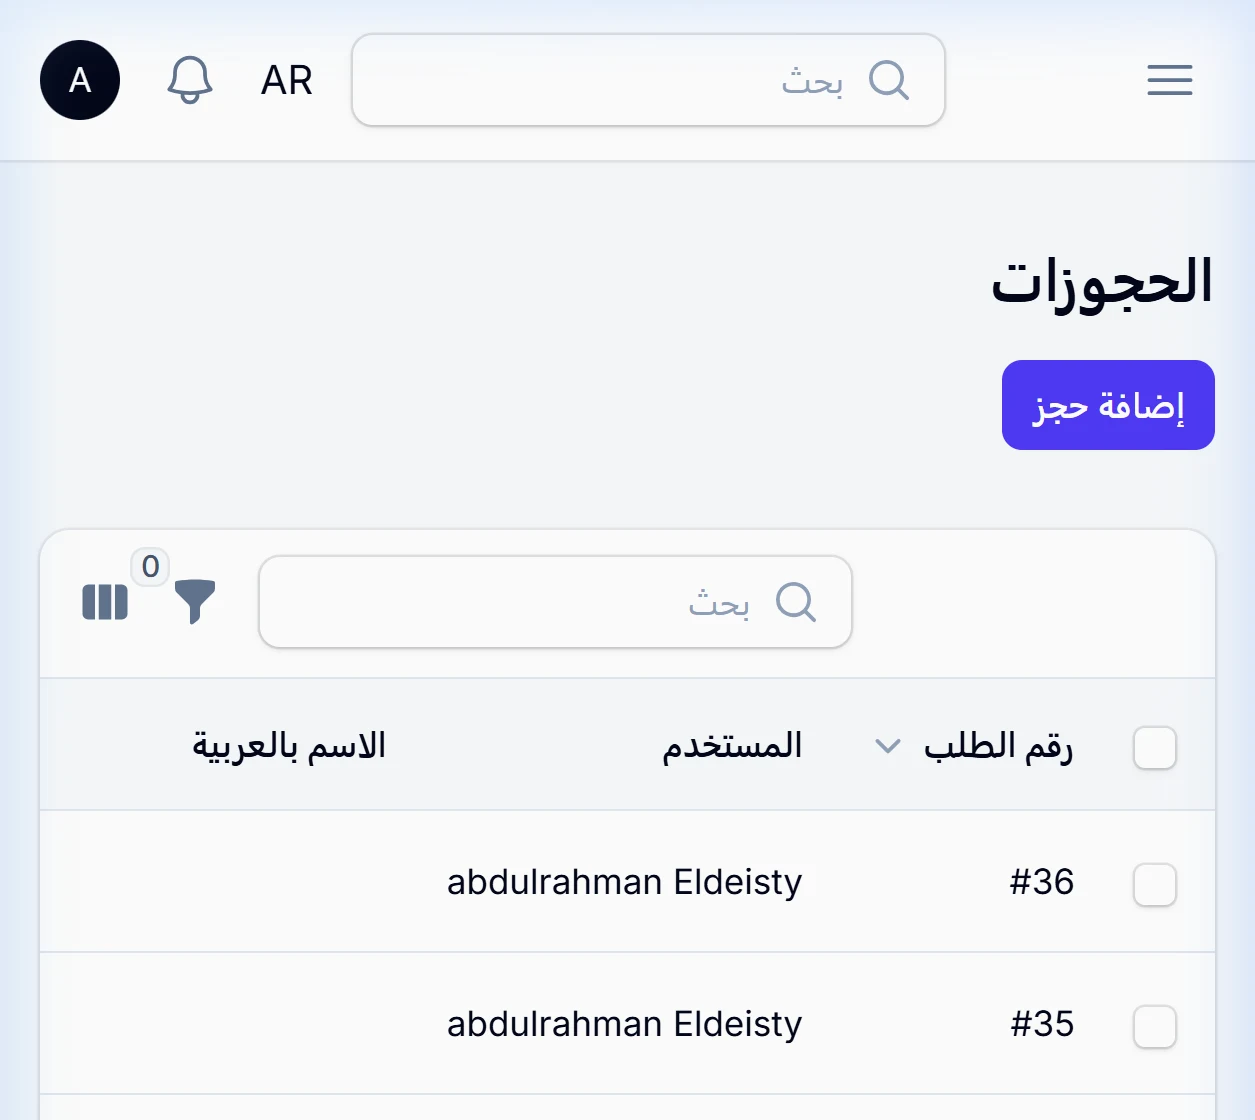 بحث AR A
الحجوزات
إضافة حجز
بحث 0
رقم الطلب المستخدم الاسم بالعربية
#36 abdulrahman Eldeisty
#35 abdulrahman Eldeisty